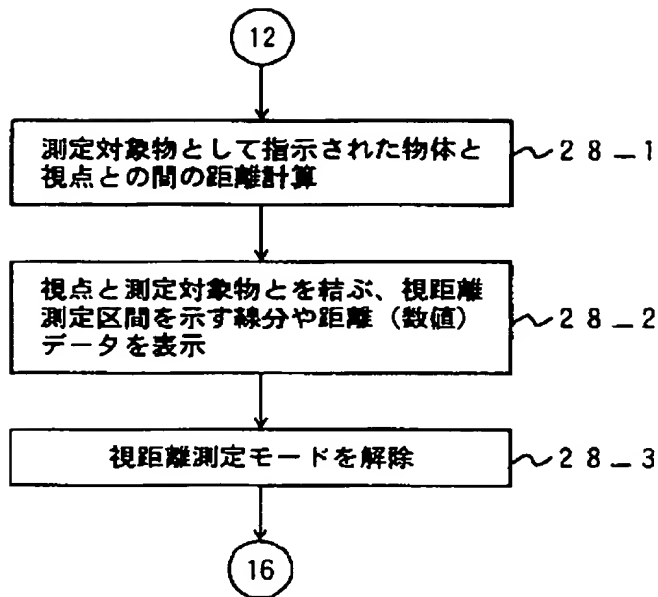 12
測定対象物として指示された物体と
視点との間の距離計算
28_1
視点と測定対象物とを結ぶ、視距離
測定区間を示す線分や距離（数値）
データを表示
28_2
視距離測定モードを解除
28_3
16